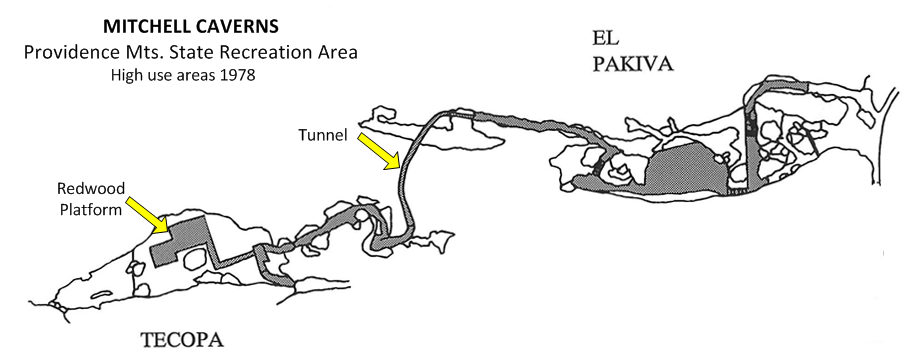 MITCHELL CAVERNS
Providence Mts. State Recreation Area
High use areas 1978
EL
PAKIVA
Tunnel
Redwood
Platform
TECOPA